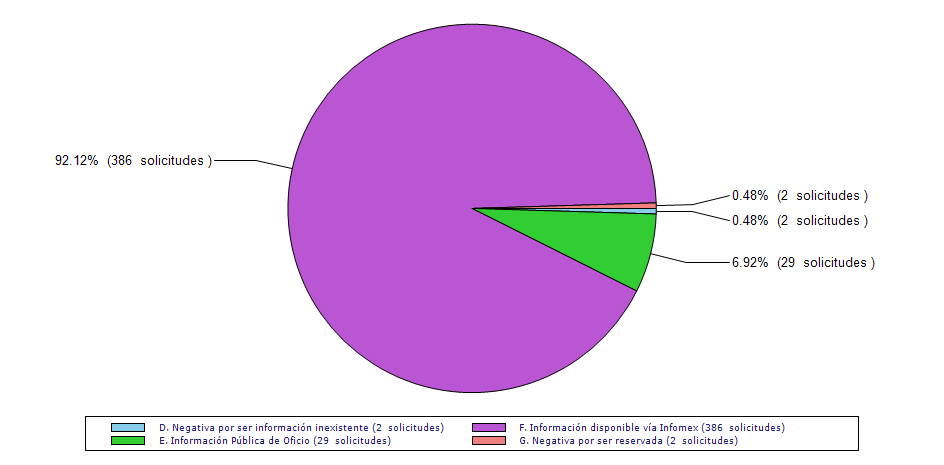 92.12% (386 solicitudes )
0.48% (2 solicitudes )
0.48% (2 solicitudes )
6.92% (29 solicitudes )
D. Negativa por ser información inexistente (2 solicitudes)
F. Información disponible vía Infomex (386 solicitudes)
E. Información Pública de Oficio (29 solicitudes)
G. Negativa por ser reservada (2 solicitudes)